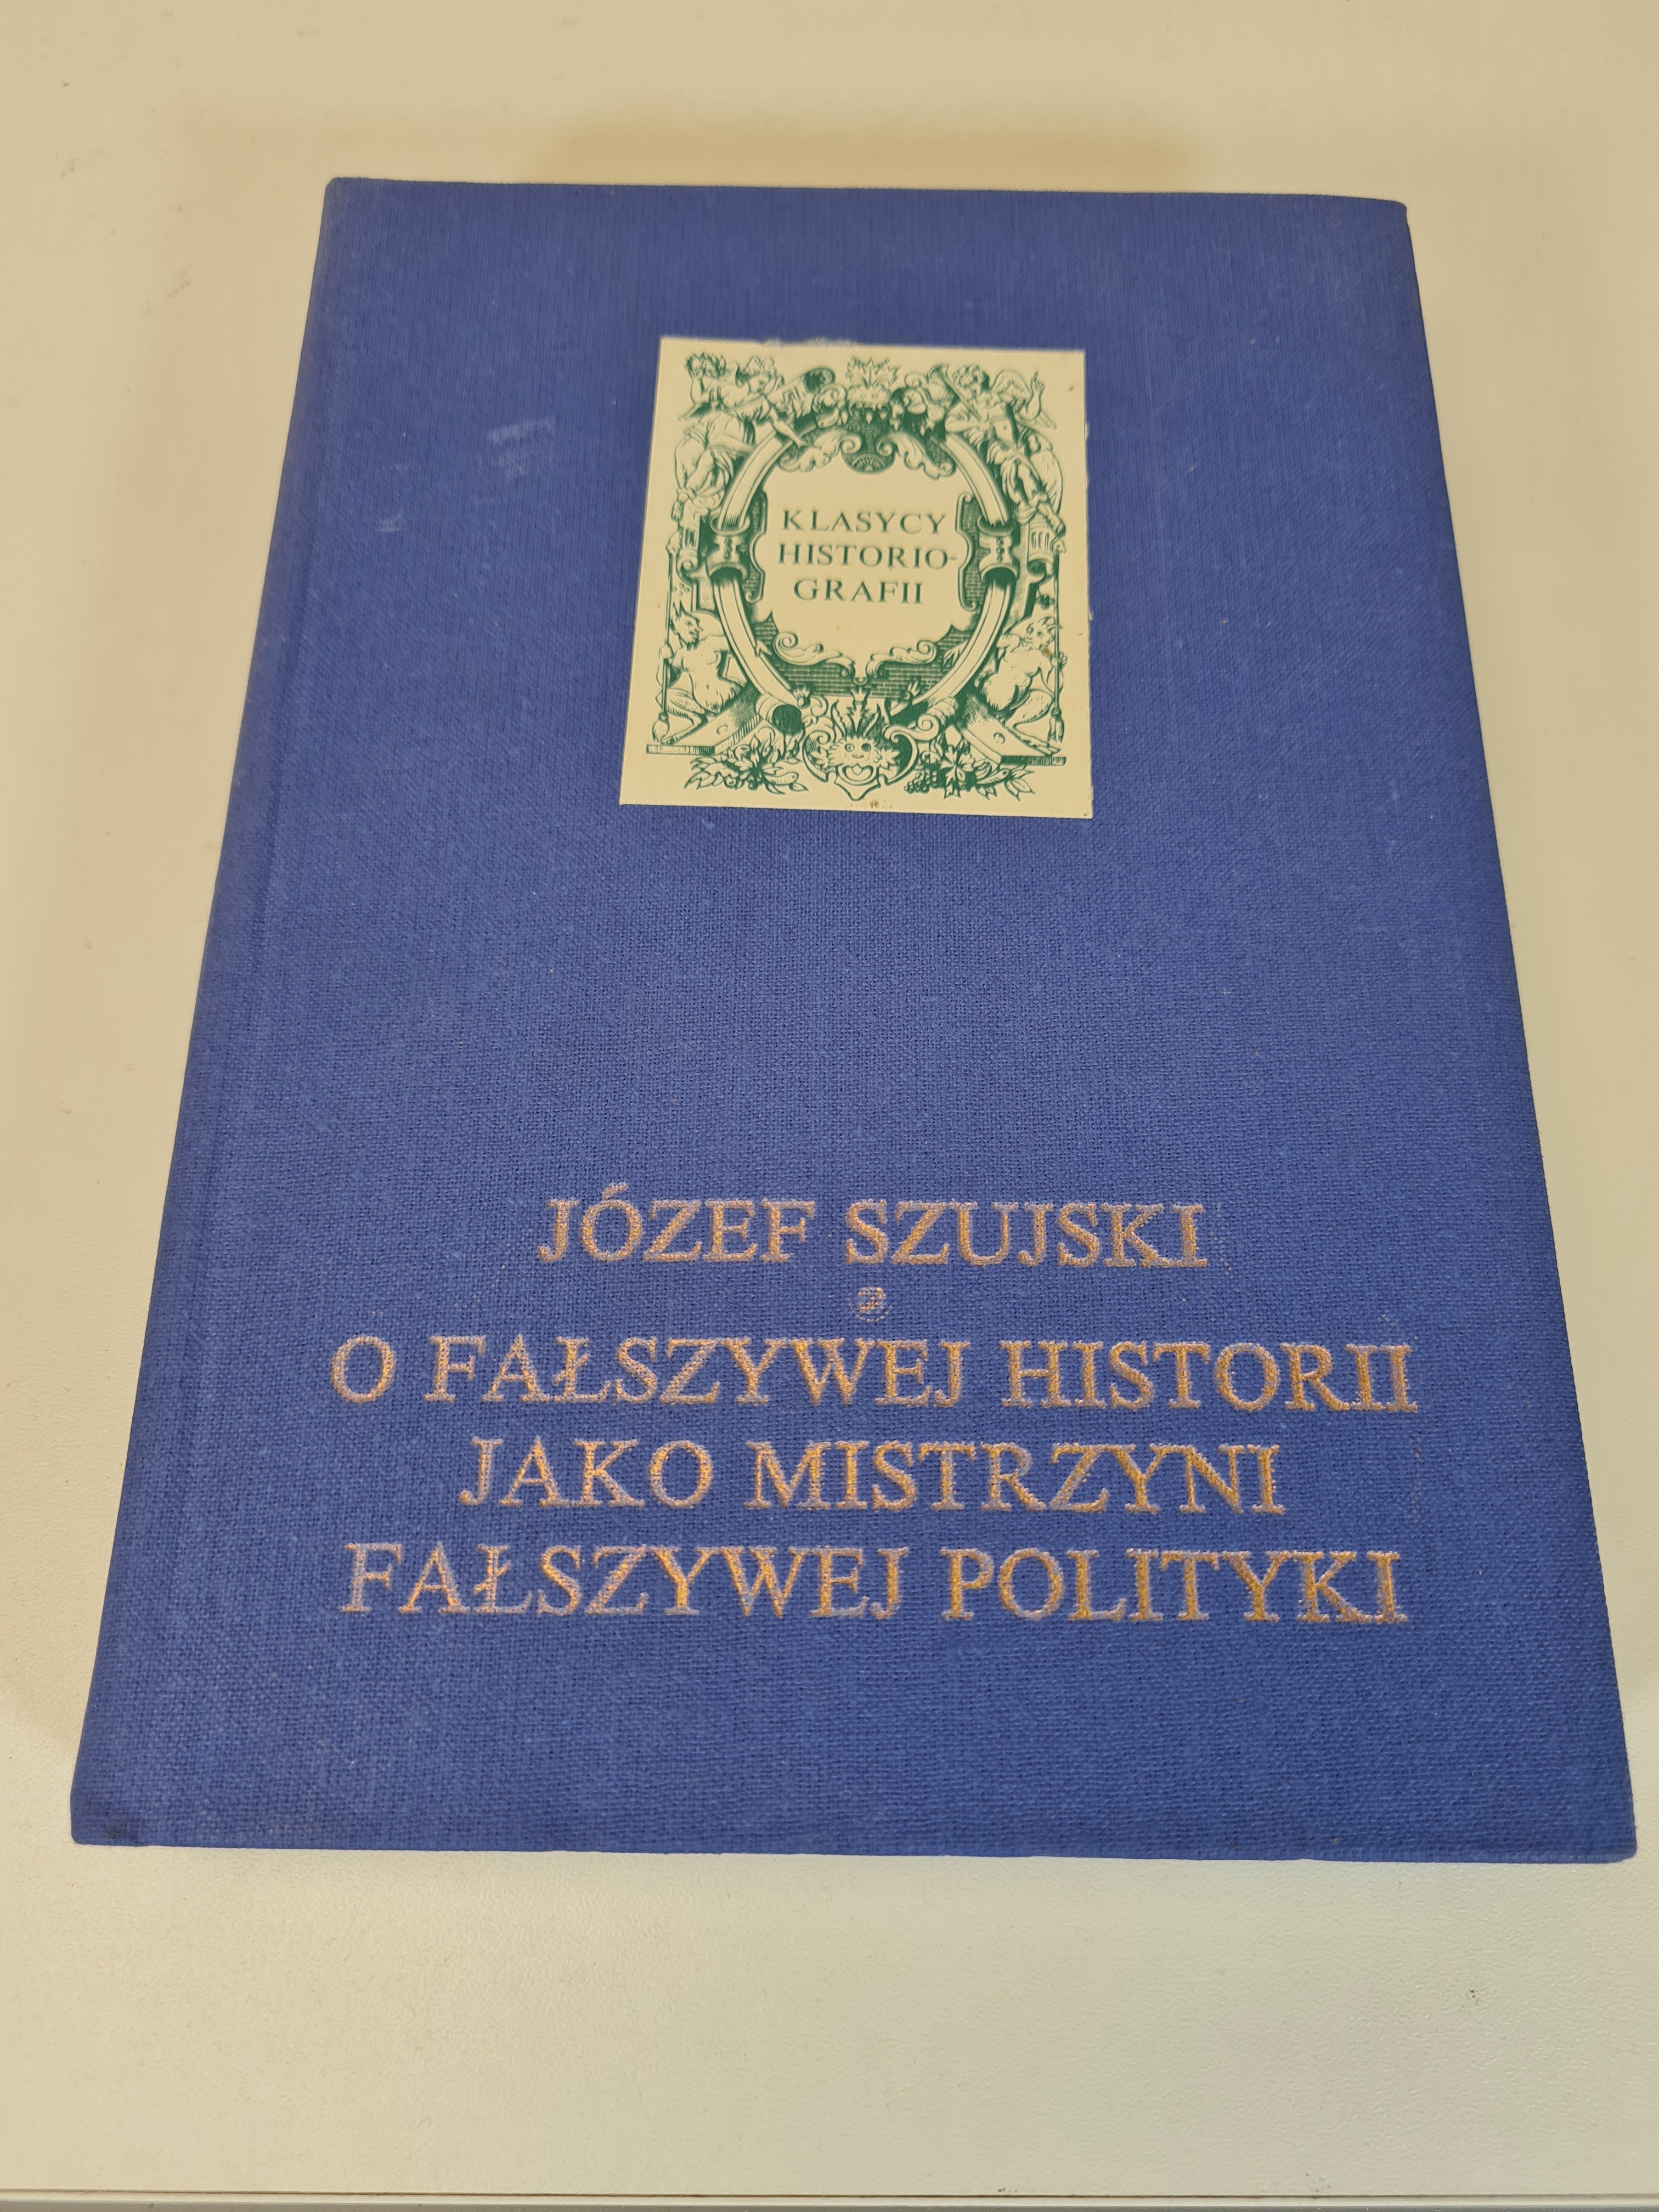 KLASYCY
HISTORIO-
GRAFII
JÓZEF SZUJSKI
O FAŁSZYWEJ HISTORII
JAKO MISTRZYNI
FAŁSZYWEJ POLITYKI